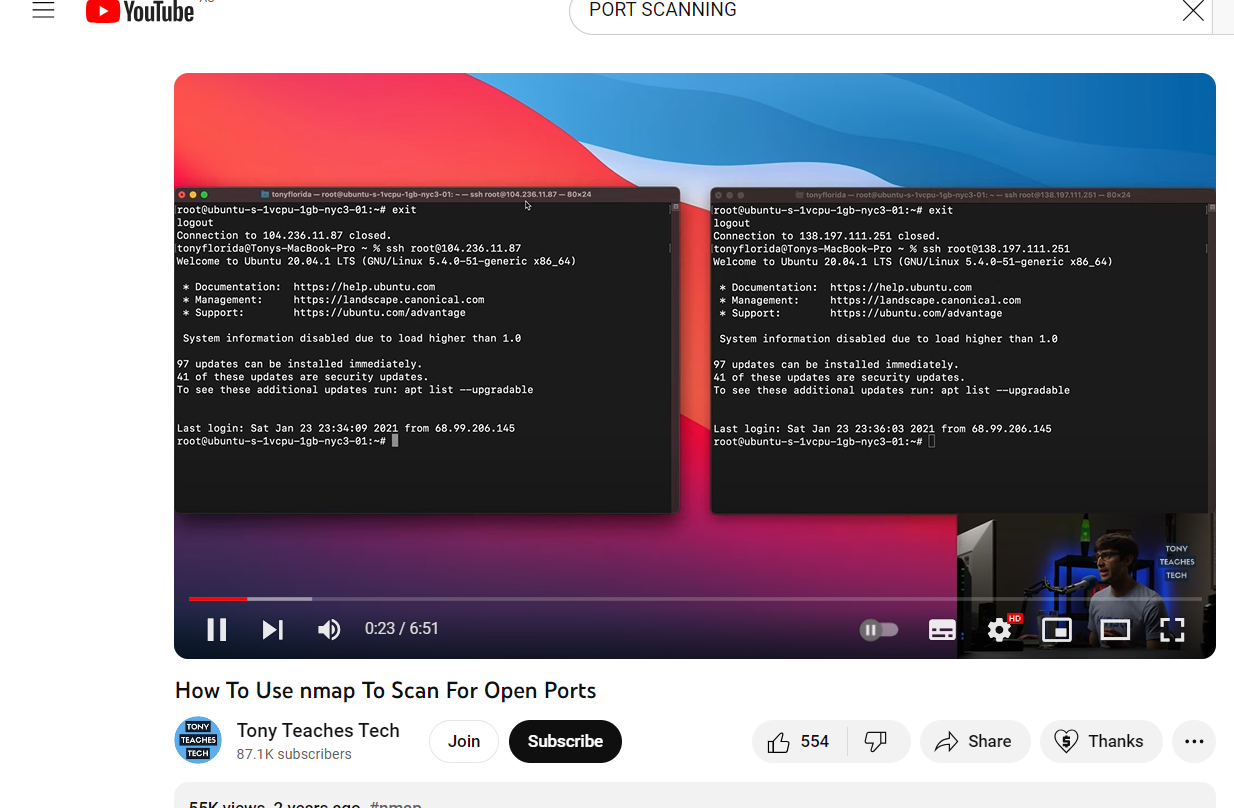 YouTube
PORT SCANNING
tonyflorida — root@ubuntu-s-1vcpu-1gb-nyc3-01: ~ — ssh root@104.236.11.87 — 80×24
root@ubuntu-s-1vcpu-1gb-nyc3-01:~# exit
logout
Connection to 104.236.11.87 closed.
tonyflorida@Tonys-MacBook-Pro ~ % ssh root@104.236.11.87
Welcome to Ubuntu 20.04.1 LTS (GNU/Linux 5.4.0-51-generic x86_64)
* Documentation:  https://help.ubuntu.com
* Management:     https://landscape.canonical.com
* Support:        https://ubuntu.com/advantage
System information disabled due to load higher than 1.0
97 updates can be installed immediately.
41 of these updates are security updates.
To see these additional updates run: apt list --upgradable
Last login: Sat Jan 23 23:34:09 2021 from 68.99.206.145
root@ubuntu-s-1vcpu-1gb-nyc3-01:~#
tonyflorida — root@ubuntu-s-1vcpu-1gb-nyc3-01: ~ — ssh root@138.197.111.251 — 80×24
root@ubuntu-s-1vcpu-1gb-nyc3-01:~# exit
logout
Connection to 138.197.111.251 closed.
tonyflorida@Tonys-MacBook-Pro ~ % ssh root@138.197.111.251
Welcome to Ubuntu 20.04.1 LTS (GNU/Linux 5.4.0-51-generic x86_64)
* Documentation:  https://help.ubuntu.com
* Management:     https://landscape.canonical.com
* Support:        https://ubuntu.com/advantage
System information disabled due to load higher than 1.0
97 updates can be installed immediately.
41 of these updates are security updates.
To see these additional updates run: apt list --upgradable
Last login: Sat Jan 23 23:36:03 2021 from 68.99.206.145
root@ubuntu-s-1vcpu-1gb-nyc3-01:~#
TONY
TEACHES
TECH
0:23 / 6:51
HD
How To Use nmap To Scan For Open Ports
TONY
TEACHES
TECH
Tony Teaches Tech
87.1K subscribers
Join
Subscribe
554
Share
Thanks
55K views  2 years ago  #nmap